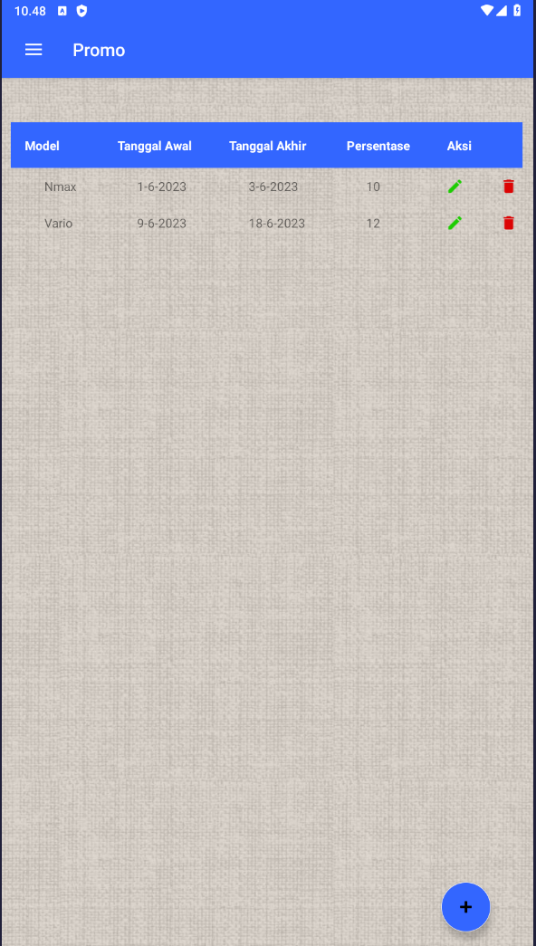 10.48
Promo
Model Tanggal Awal Tanggal Akhir Persentase Aksi
Nmax 1-6-2023 3-6-2023 10
Vario 9-6-2023 18-6-2023 12
+